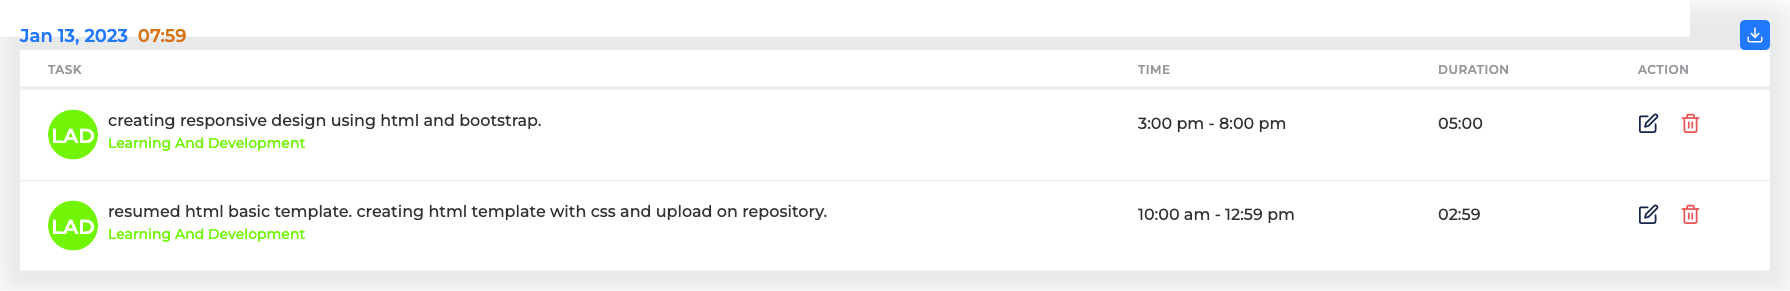 Jan 13, 2023 07:59
TASK TIME DURATION ACTION
LAD creating responsive design using html and bootstrap. 3:00 pm - 8:00 pm 05:00
Learning And Development
LAD resumed html basic template. creating html template with css and upload on repository. 10:00 am - 12:59 pm 02:59
Learning And Development